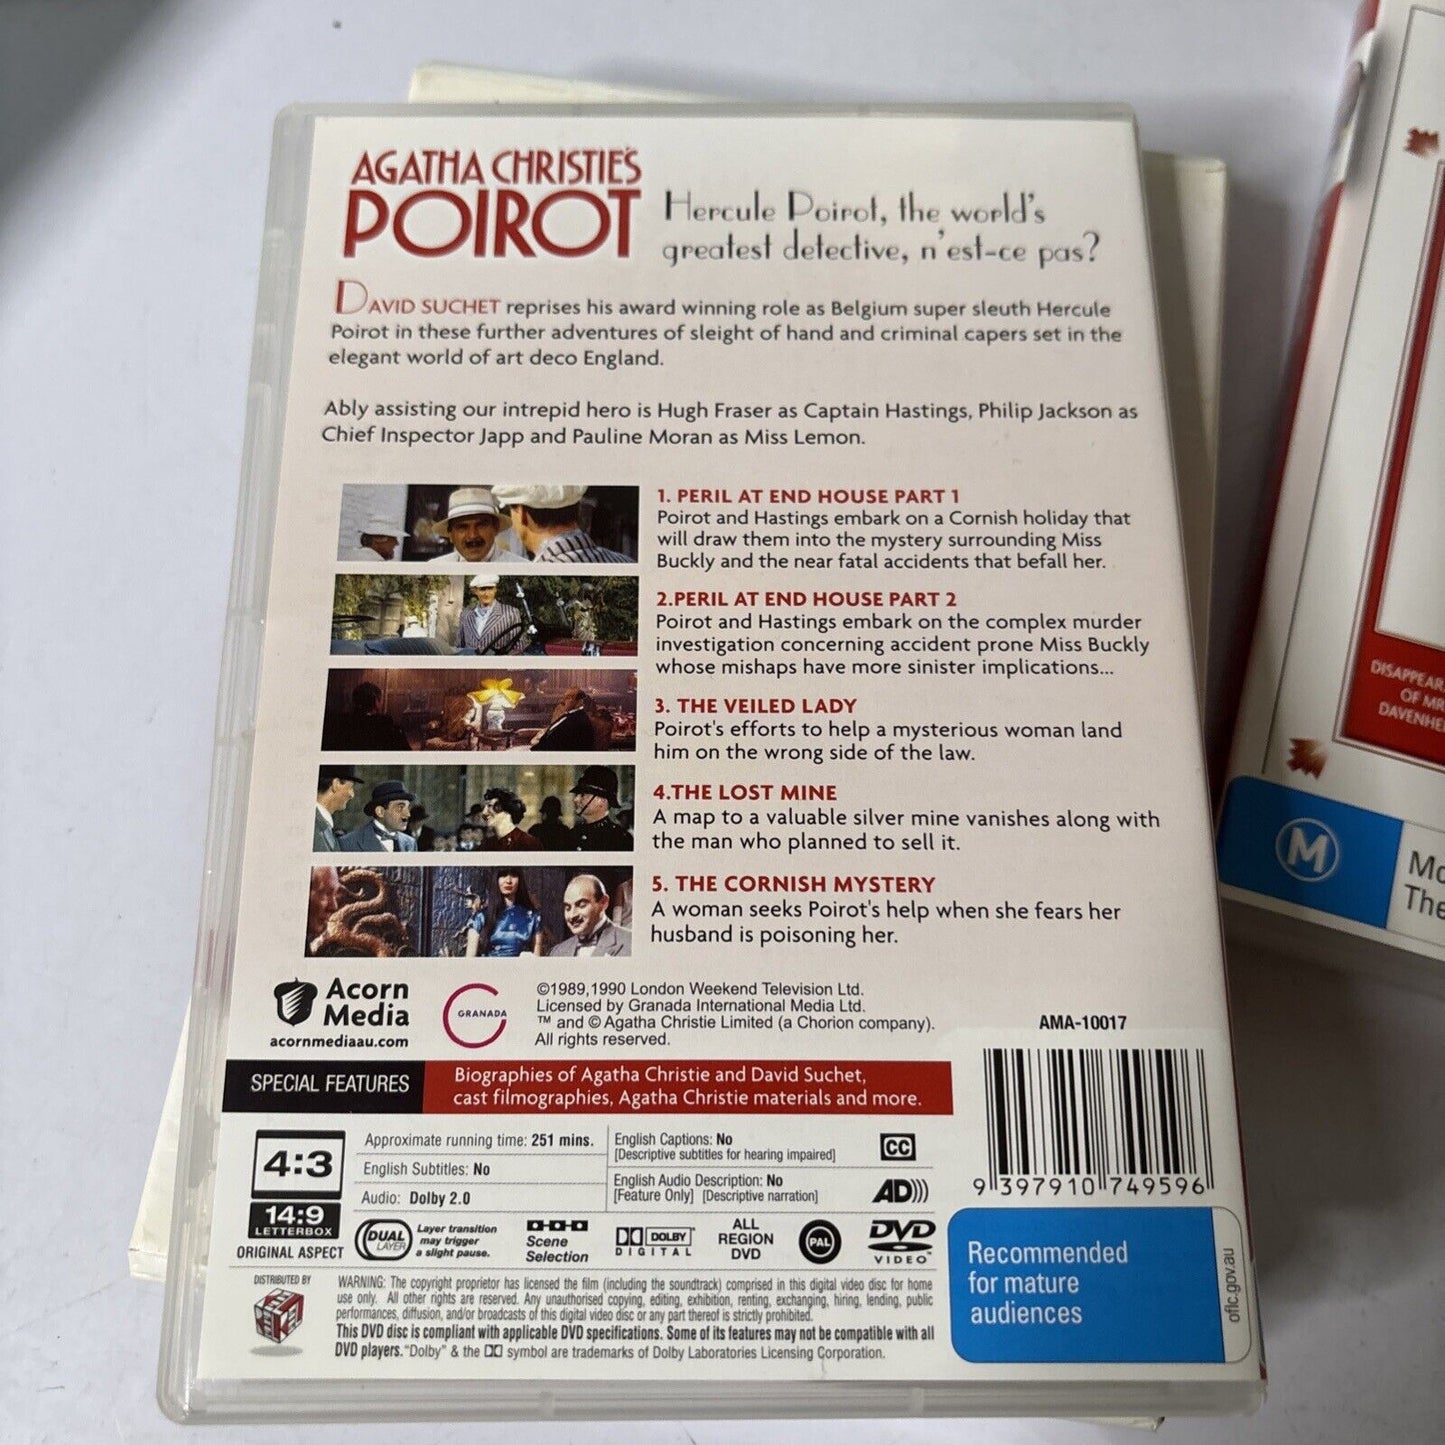 AGATHA CHRISTIE'S
POIROT
Hercule Poirot, the world's
greatest detective, n'est-ce pas?
DAVID SUCHET reprises his award winning role as Belgium super sleuth Hercule
Poirot in these further adventures of sleight of hand and criminal capers set in the
elegant world of art deco England.
Ably assisting our intrepid hero is Hugh Fraser as Captain Hastings, Philip Jackson as
Chief Inspector Japp and Pauline Moran as Miss Lemon.
1. PERIL AT END HOUSE PART 1
Poirot and Hastings embark on a Cornish holiday that
will draw them into the mystery surrounding Miss
Buckly and the near fatal accidents that befall her.
2.PERIL AT END HOUSE PART 2
Poirot and Hastings embark on the complex murder
investigation concerning accident prone Miss Buckly
whose mishaps have more sinister implications...
3. THE VEILED LADY
Poirot's efforts to help a mysterious woman land
him on the wrong side of the law.
4.THE LOST MINE
A map to a valuable silver mine vanishes along with
the man who planned to sell it.
5. THE CORNISH MYSTERY
A woman seeks Poirot's help when she fears her
husband is poisoning her.
Acorn
Media
acornmediaau.com
GRANADA
©1989,1990 London Weekend Television Ltd.
Licensed by Granada International Media Ltd.
™ and © Agatha Christie Limited (a Chorion company).
All rights reserved.
AMA-10017
SPECIAL FEATURES
Biographies of Agatha Christie and David Suchet,
cast filmographies, Agatha Christie materials and more.
9 397910 749596
4:3
14:9
LETTERBOX
ORIGINAL ASPECT
Approximate running time: 251 mins.
English Subtitles: No
Audio: Dolby 2.0
English Captions: No
[Descriptive subtitles for hearing impaired]
CC
English Audio Description: No
[Feature Only] [Descriptive narration]
AD)))
DUAL
LAYER
Layer transition
may trigger
a slight pause.
Scene
Selection
DOLBY
DIGITAL
ALL
REGION
DVD
PAL
DVD
VIDEO
Recommended
for mature
audiences
oflc.gov.au
DISTRIBUTED BY
WARNING: The copyright proprietor has licensed the film (including the soundtrack) comprised in this digital video disc for home
use only. All other rights are reserved. Any unauthorised copying, editing, exhibition, renting, exchanging, hiring, lending, public
performances, diffusion, and/or broadcasts of this digital video disc or any part thereof is strictly prohibited.
This DVD disc is compliant with applicable DVD specifications. Some of its features may not be compatible with all
DVD players. "Dolby" & the symbol are trademarks of Dolby Laboratories Licensing Corporation.
DISAPPEAR
OF MR
DAVENHE
M
Mo
The